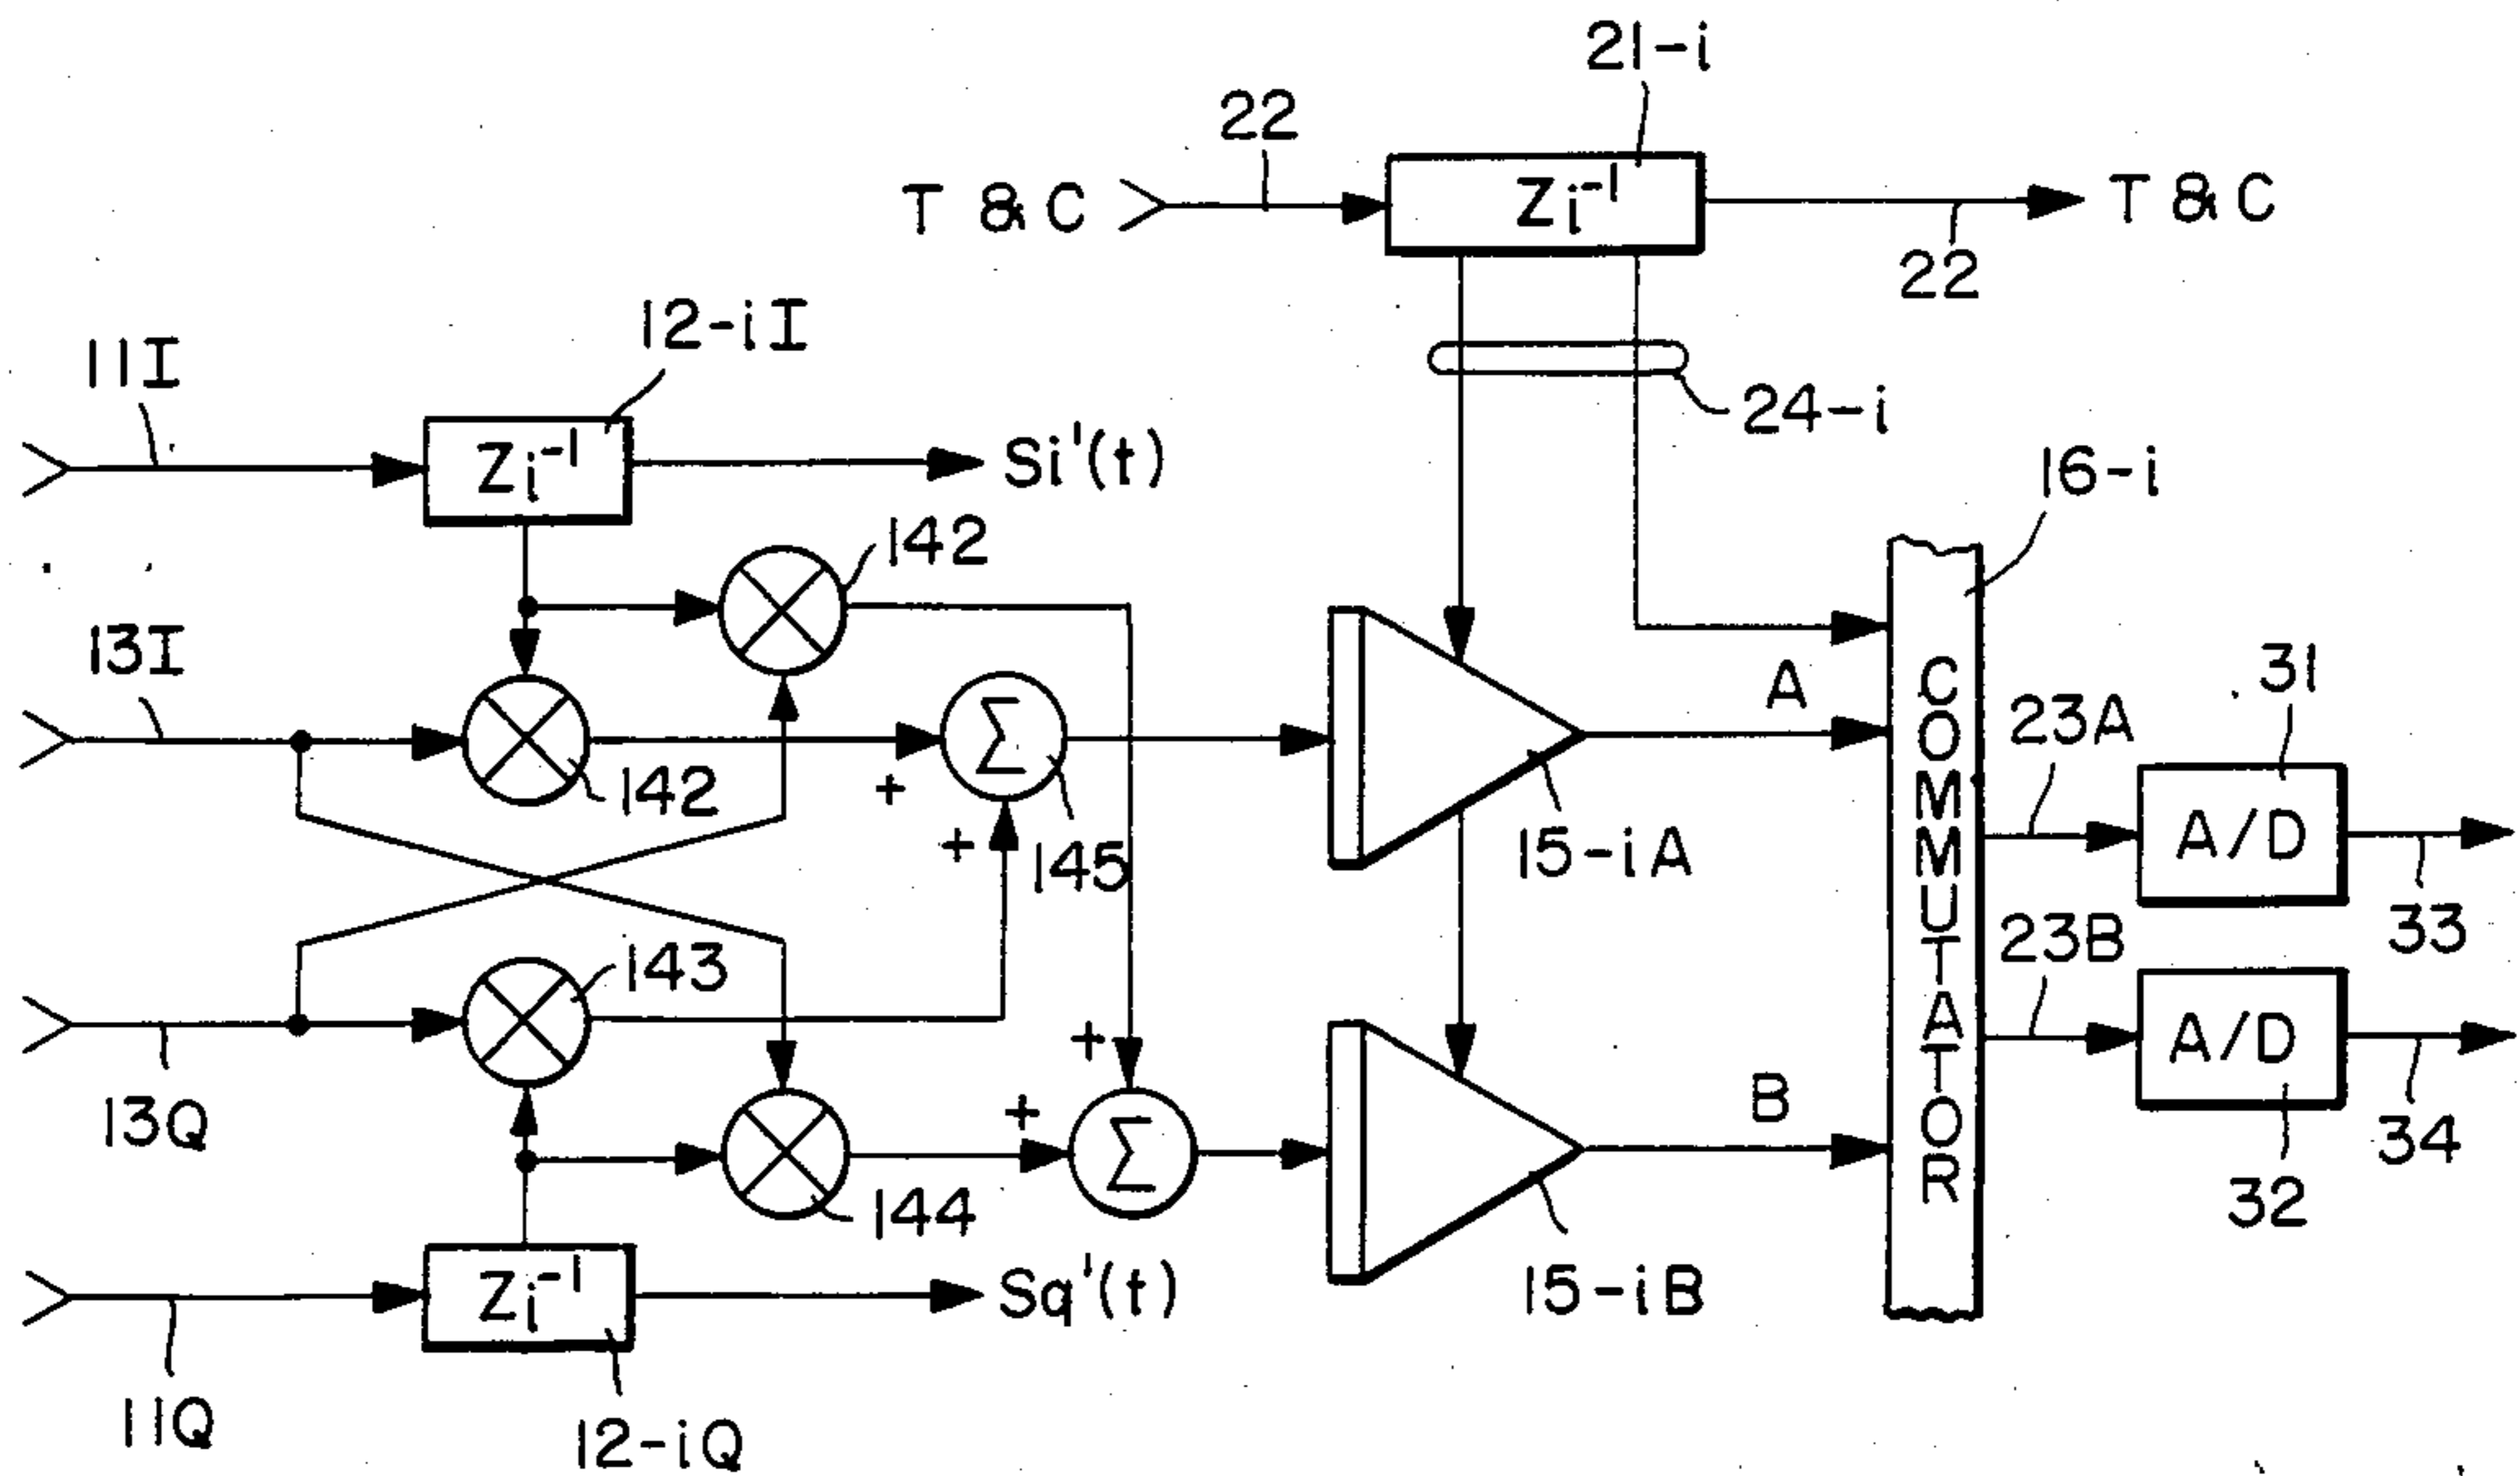 21-i
22
T & C
Zi⁻¹
T & C
22
12-iI
11I
24-i
Zi⁻¹
Si'(t)
16-i
142
13I
31
A
23A
Σ
142
+
COMMUTATOR
A/D
+
145
15-iA
33
23B
143
+
A/D
B
+
13Q
34
Σ
144
32
Zi⁻¹
Sq'(t)
15-iB
11Q
12-iQ